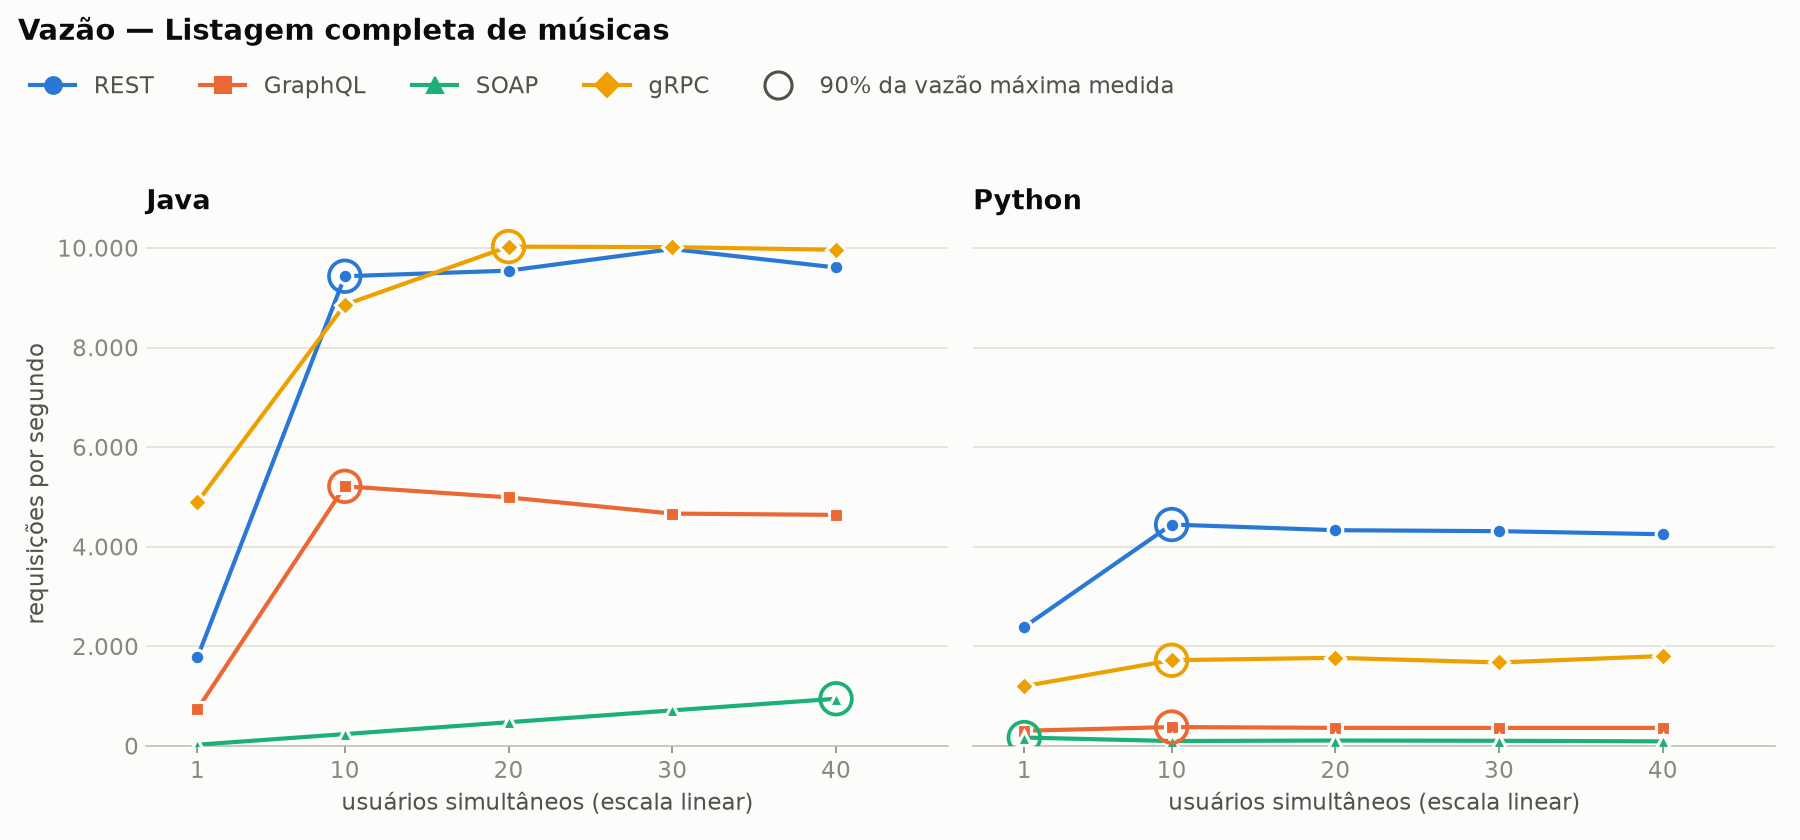 Vazão — Listagem completa de músicas
REST GraphQL SOAP gRPC 90% da vazão máxima medida
Java
Python
requisições por segundo
10.000
8.000
6.000
4.000
2.000
0
1 10 20 30 40
1 10 20 30 40
usuários simultâneos (escala linear)
usuários simultâneos (escala linear)